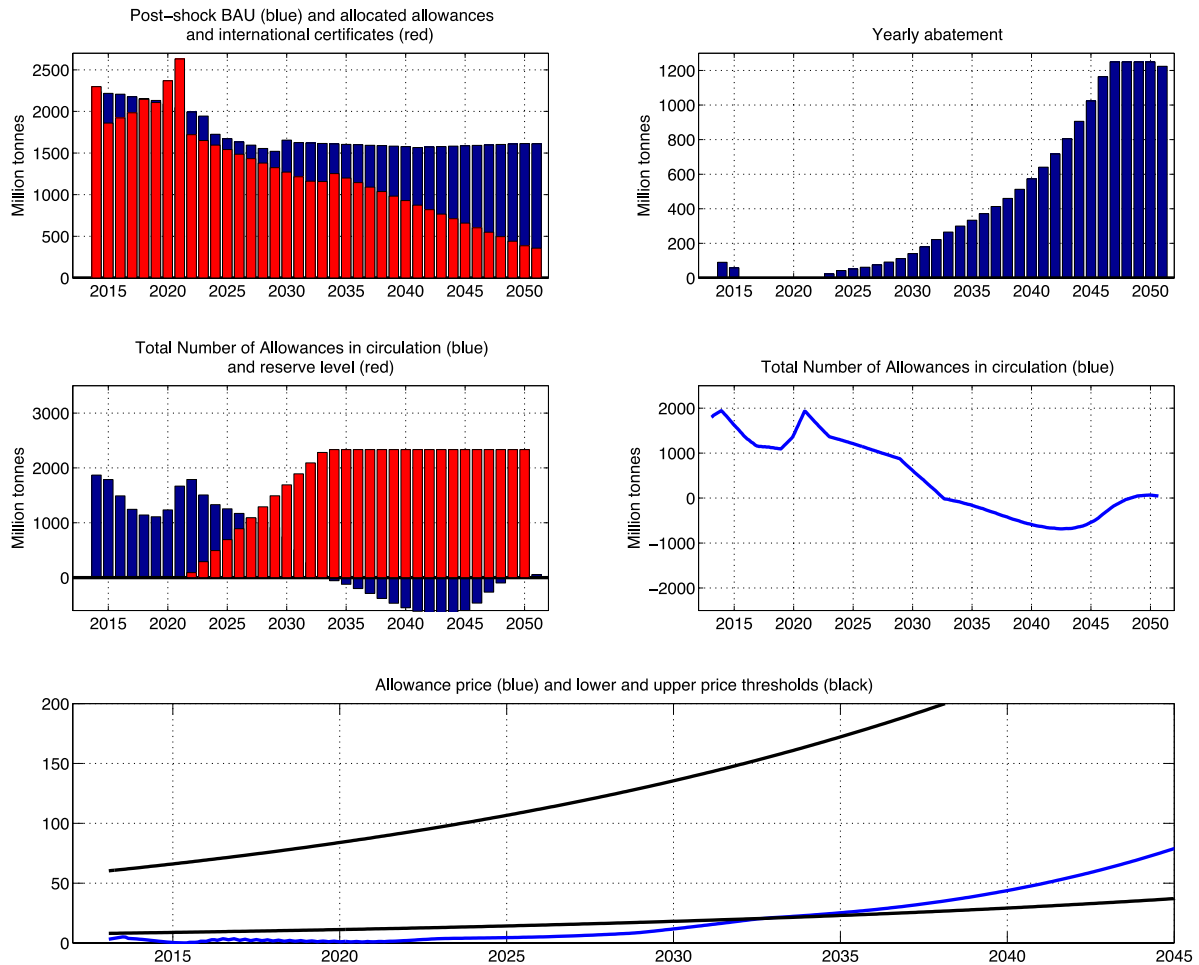 Post−shock BAU (blue) and allocated allowances
and international certificates (red)
Million tonnes
2500
2000
1500
1000
500
0
2015 2020 2025 2030 2035 2040 2045 2050
Yearly abatement
Million tonnes
1200
1000
800
600
400
200
0
2015 2020 2025 2030 2035 2040 2045 2050
Total Number of Allowances in circulation (blue)
and reserve level (red)
Million tonnes
3000
2000
1000
0
2015 2020 2025 2030 2035 2040 2045 2050
Total Number of Allowances in circulation (blue)
Million tonnes
2000
1000
0
−1000
−2000
2015 2020 2025 2030 2035 2040 2045 2050
Allowance price (blue) and lower and upper price thresholds (black)
200
150
100
50
0
2015 2020 2025 2030 2035 2040 2045